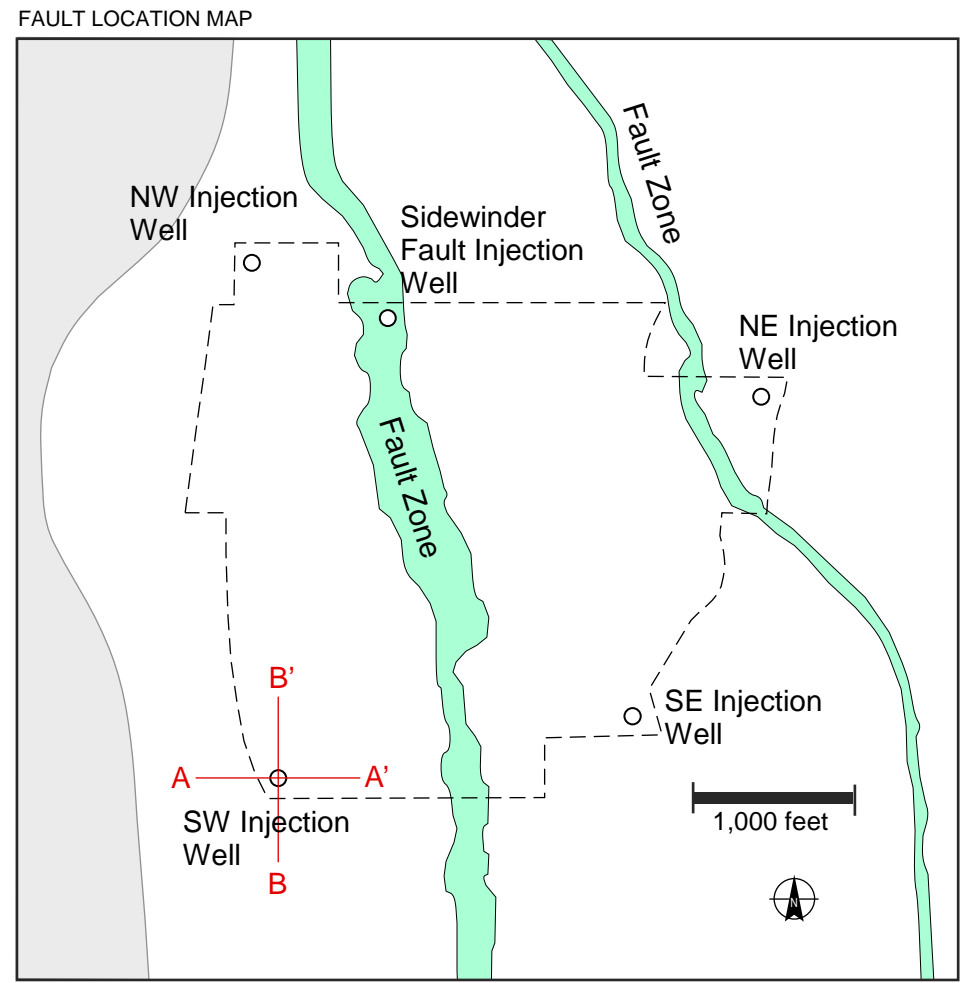 FAULT LOCATION MAP
NW Injection
Well
Sidewinder
Fault Injection
Well
Fault Zone
NE Injection
Well
Fault Zone
B’
A
A’
SW Injection
Well
B
SE Injection
Well
1,000 feet
N